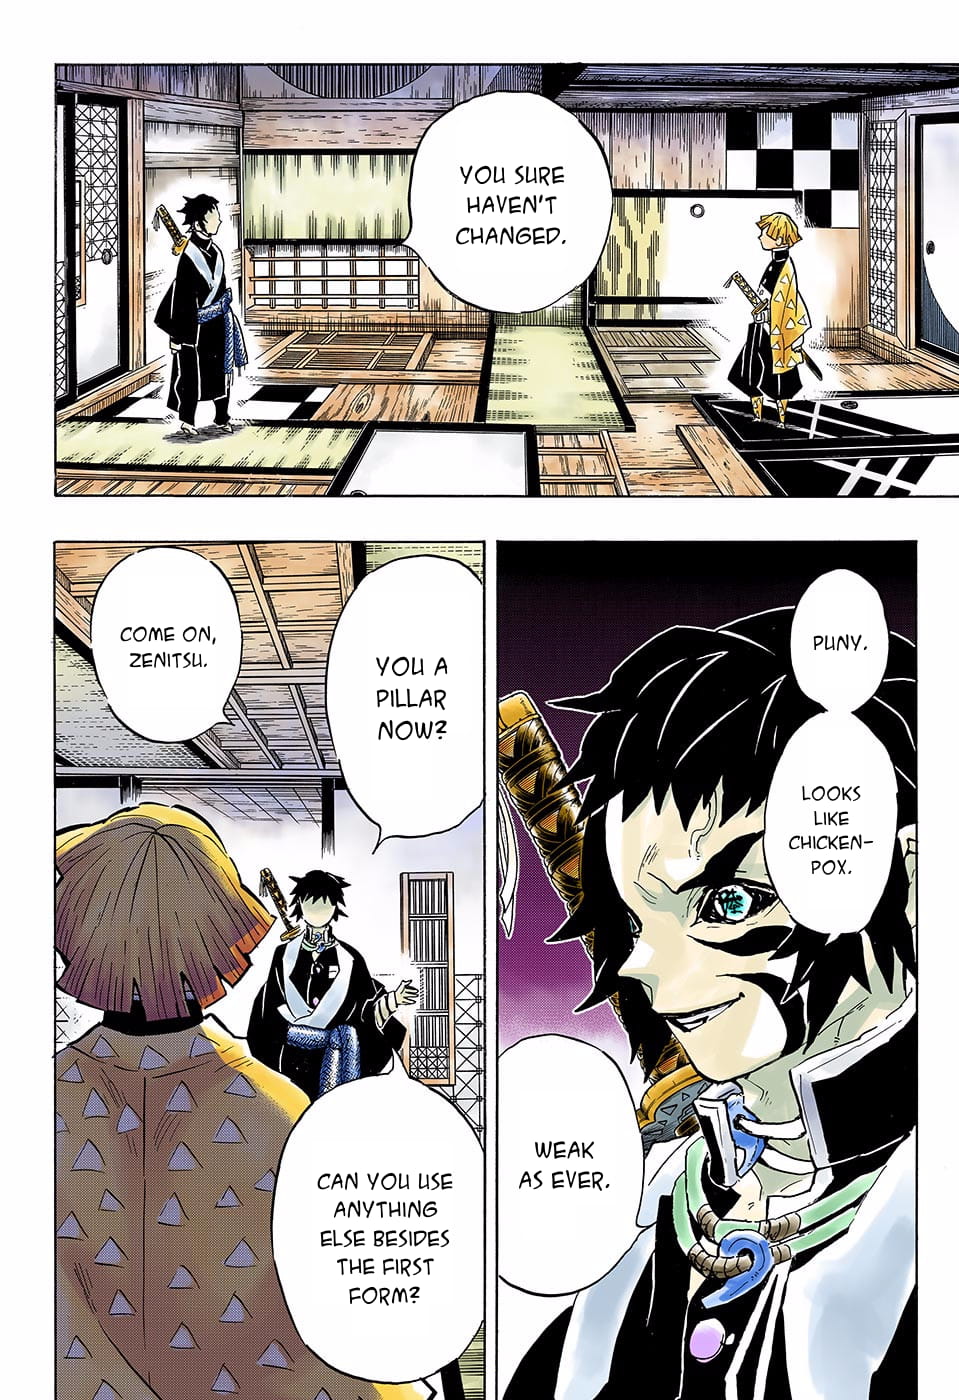 YOU SURE
HAVEN'T
CHANGED.
PUNY.
LOOKS
LIKE
CHICKEN-
POX.
WEAK
AS EVER.
YOU A
PILLAR
NOW?
COME ON,
ZENITSU.
CAN YOU USE
ANYTHING
ELSE BESIDES
THE FIRST
FORM?